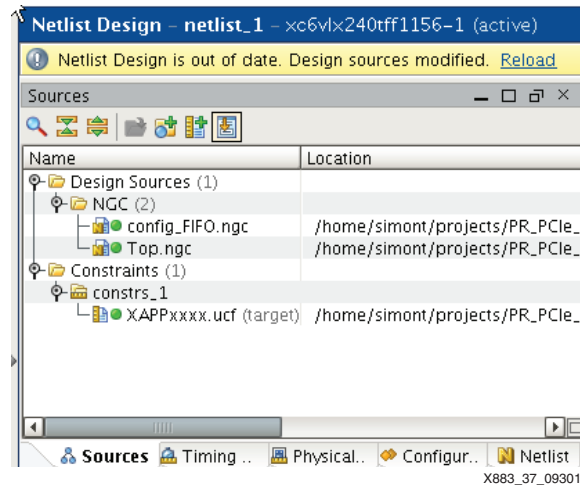 Netlist Design – netlist_1 – xc6vlx240tff1156-1 (active)
Netlist Design is out of date. Design sources modified. Reload
Sources
Name Location
Design Sources (1)
NGC (2)
config_FIFO.ngc /home/simont/projects/PR_PCIe_
Top.ngc /home/simont/projects/PR_PCIe_
Constraints (1)
constrs_1
XAPPxxxx.ucf (target) /home/simont/projects/PR_PCIe_
Sources Timing .. Physical.. Configur.. Netlist
X883_37_09301